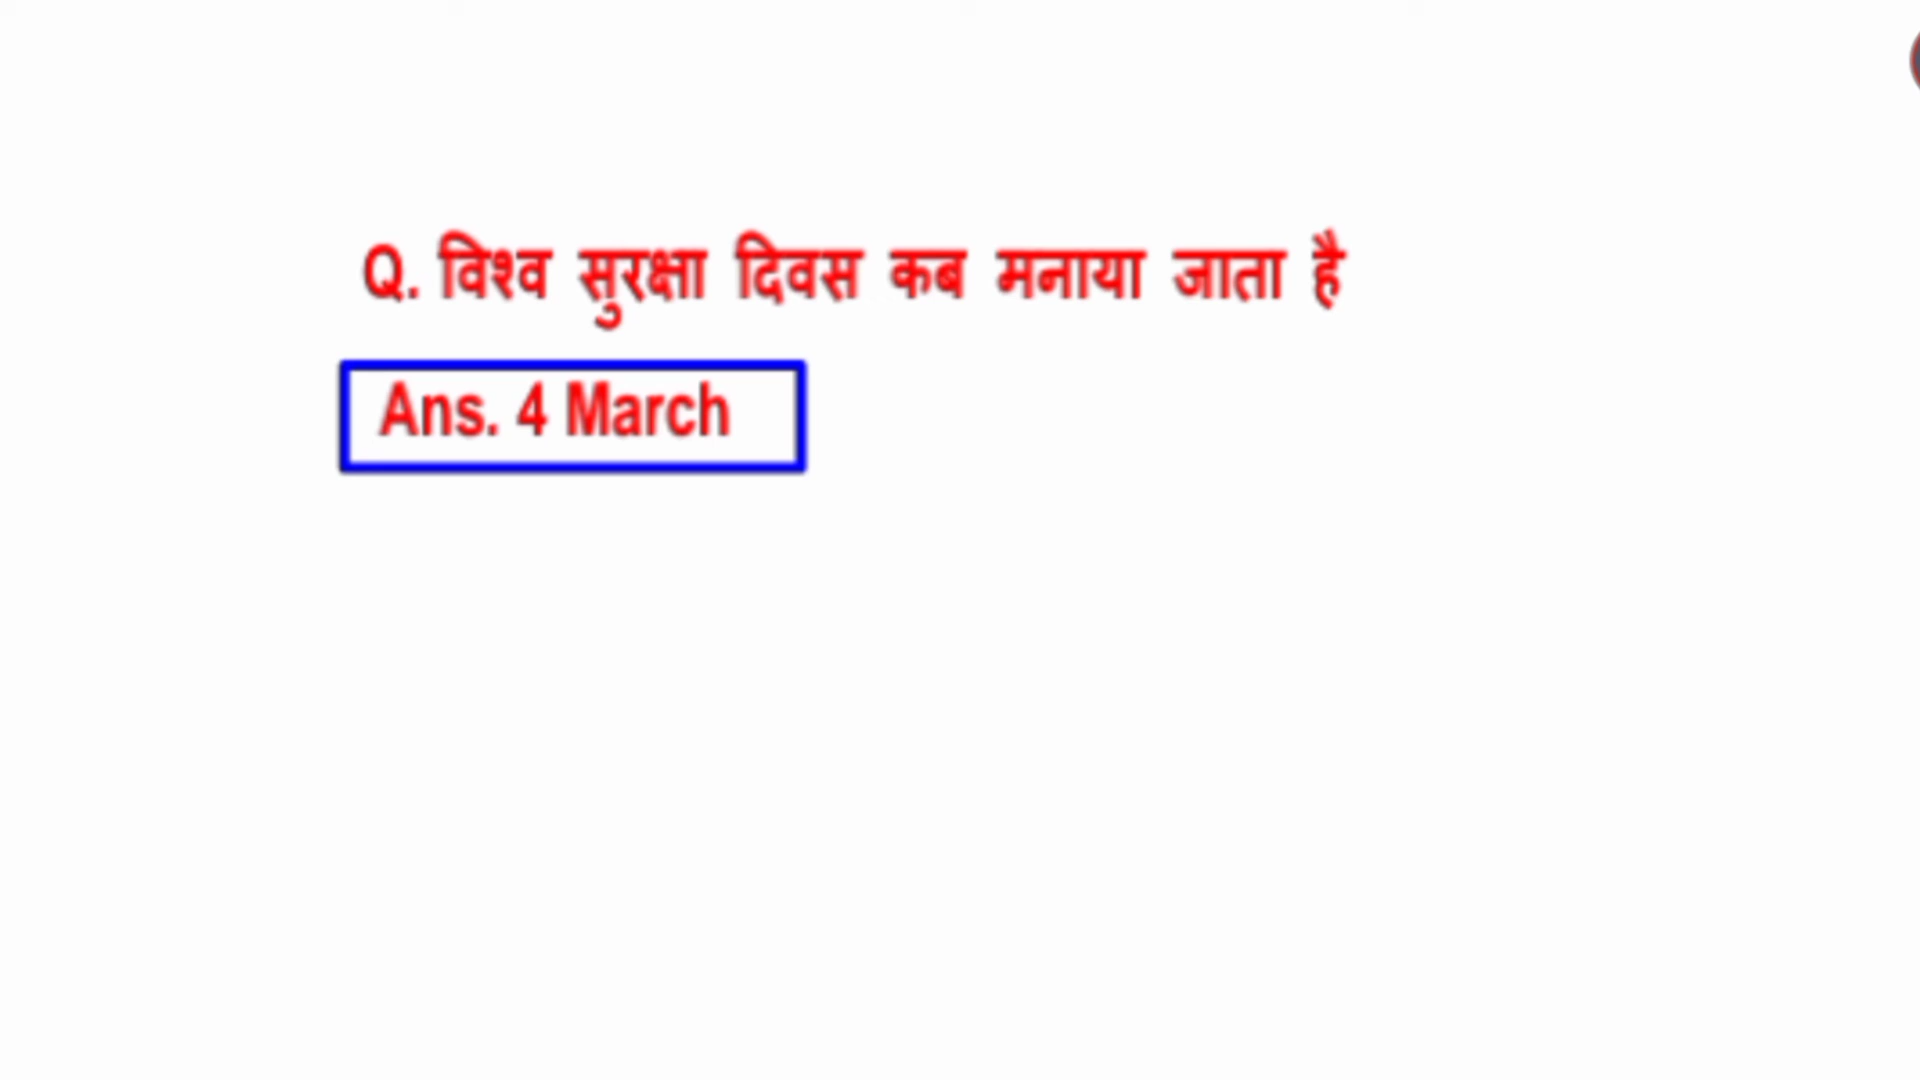 Q. विश्व सुरक्षा दिवस कब मनाया जाता है
Ans. 4 March